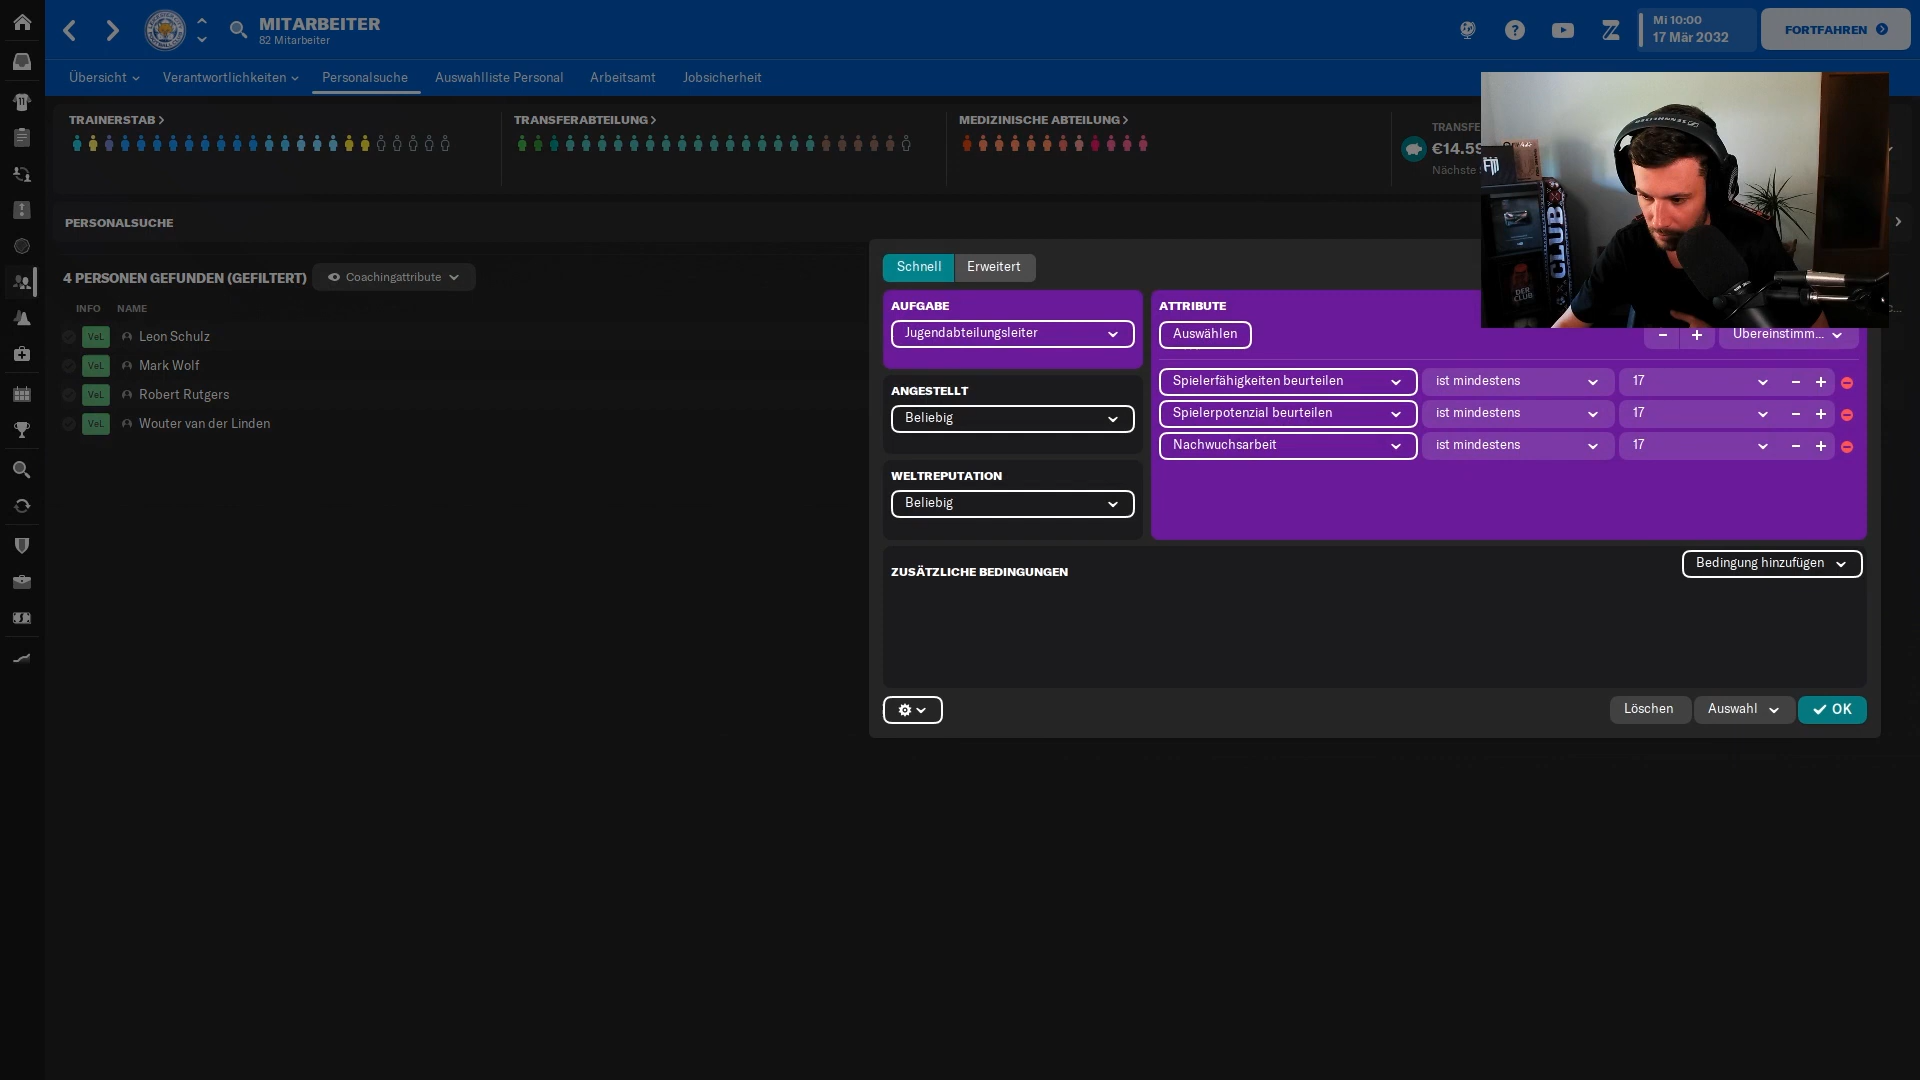 MITARBEITER
82 Mitarbeiter
Mi 10:00
17 Mär 2032
FORTFAHREN
Übersicht
Verantwortlichkeiten
Personalsuche
Auswahlliste Personal
Arbeitsamt
Jobsicherheit
TRAINERSTAB
TRANSFERABTEILUNG
MEDIZINISCHE ABTEILUNG
TRANSFE
€14.59
Nächste
PERSONALSUCHE
4 PERSONEN GEFUNDEN (GEFILTERT)
Coachingattribute
INFO NAME
VeL Leon Schulz
VeL Mark Wolf
VeL Robert Rutgers
VeL Wouter van der Linden
Schnell
Erweitert
AUFGABE
Jugendabteilungsleiter
ANGESTELLT
Beliebig
WELTREPUTATION
Beliebig
ATTRIBUTE
Auswählen
Übereinstimm...
Spielerfähigkeiten beurteilen ist mindestens 17
Spielerpotenzial beurteilen ist mindestens 17
Nachwuchsarbeit ist mindestens 17
ZUSÄTZLICHE BEDINGUNGEN
Bedingung hinzufügen
Löschen
Auswahl
OK
FM
CLUB
DER
CLUB